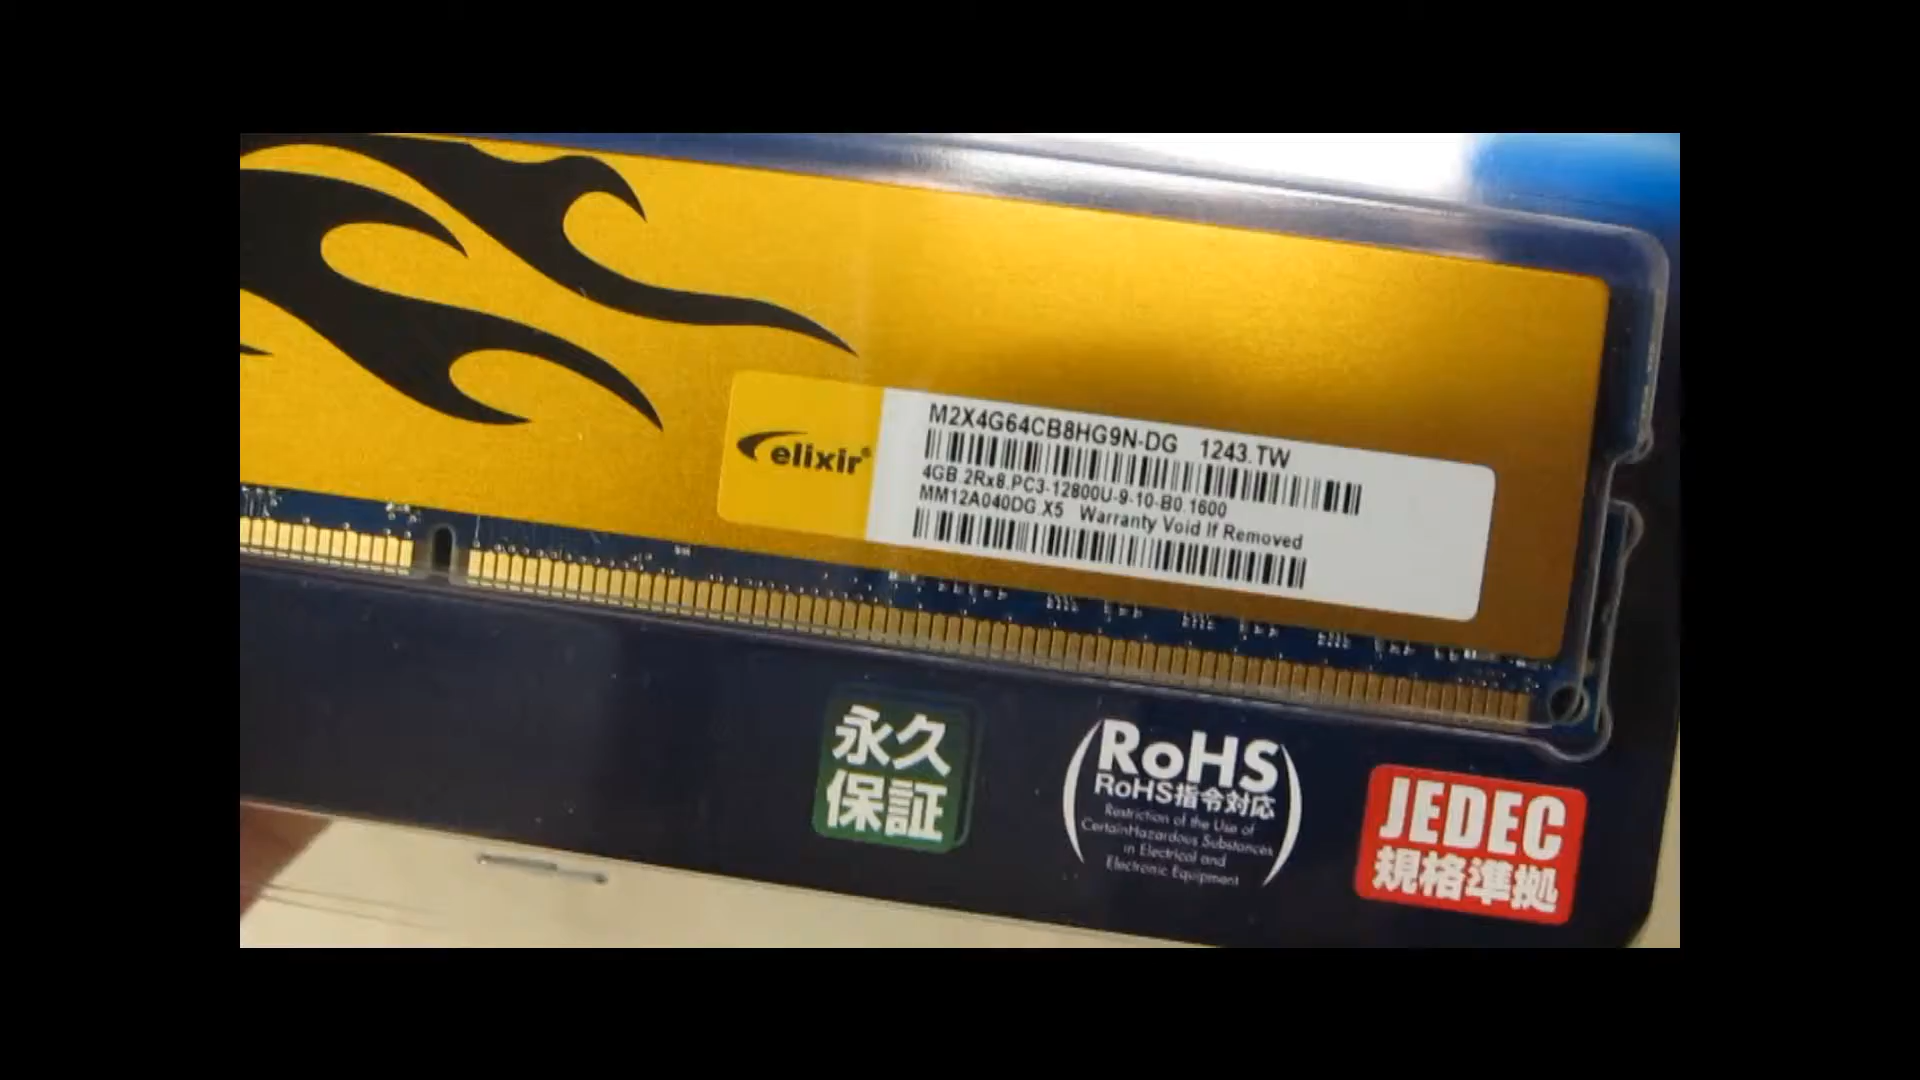 elixir®
M2X4G64CB8HG9N-DG 1243.TW
4GB.2Rx8.PC3-12800U-9-10-B0.1600
MM12A040DG.X5 Warranty Void If Removed
永久
保証
RoHS
RoHS指令対応
Restriction of the Use of
CertainHazardous Substances
in Electrical and
Electronic Equipment
JEDEC
規格準拠